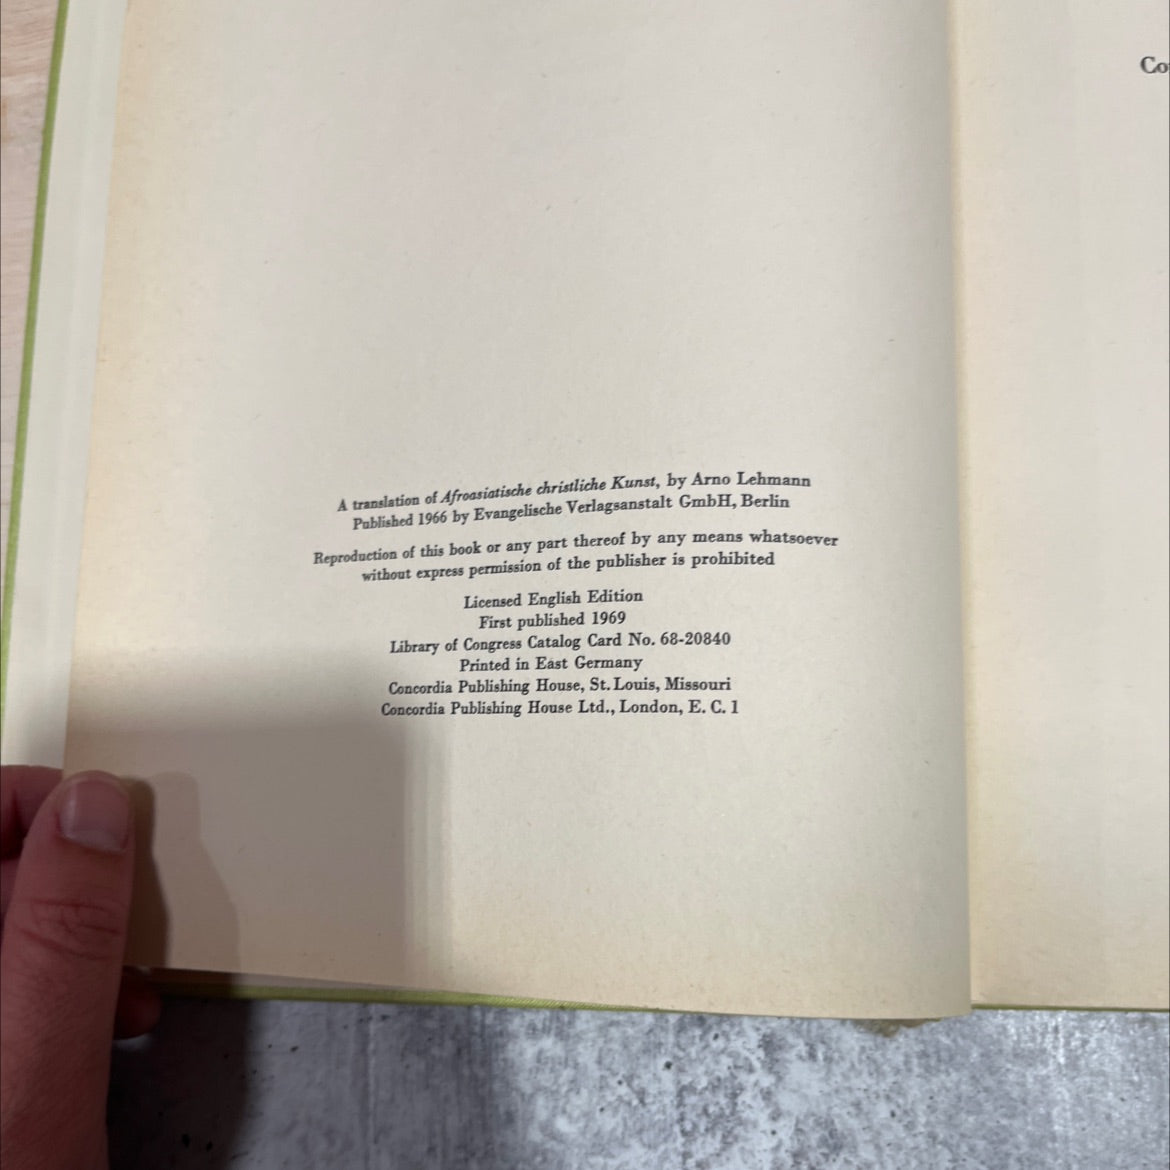 A translation of Afroasiatische christliche Kunst, by Arno Lehmann
Published 1966 by Evangelische Verlagsanstalt GmbH, Berlin
Reproduction of this book or any part thereof by any means whatsoever
without express permission of the publisher is prohibited
Licensed English Edition
First published 1969
Library of Congress Catalog Card No. 68-20840
Printed in East Germany
Concordia Publishing House, St. Louis, Missouri
Concordia Publishing House Ltd., London, E. C. 1